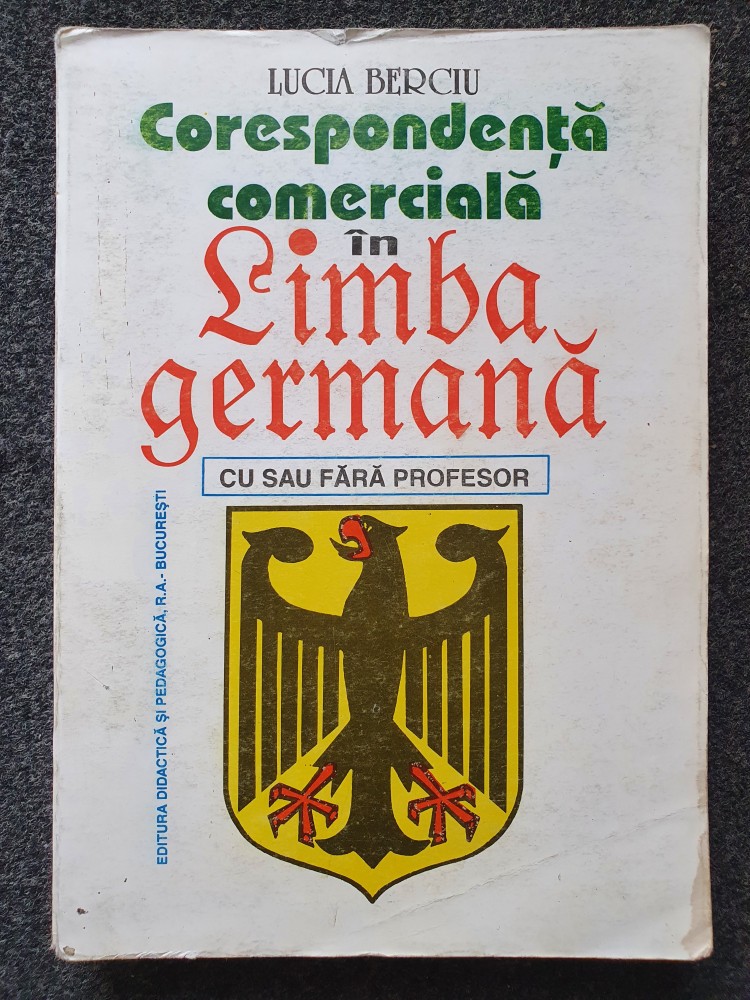 LUCIA BERCIU
Corespondență
comercială
în
Limba
germană
CU SAU FĂRĂ PROFESOR
EDITURA DIDACTICĂ ȘI PEDAGOGICĂ, R.A.- BUCUREȘTI